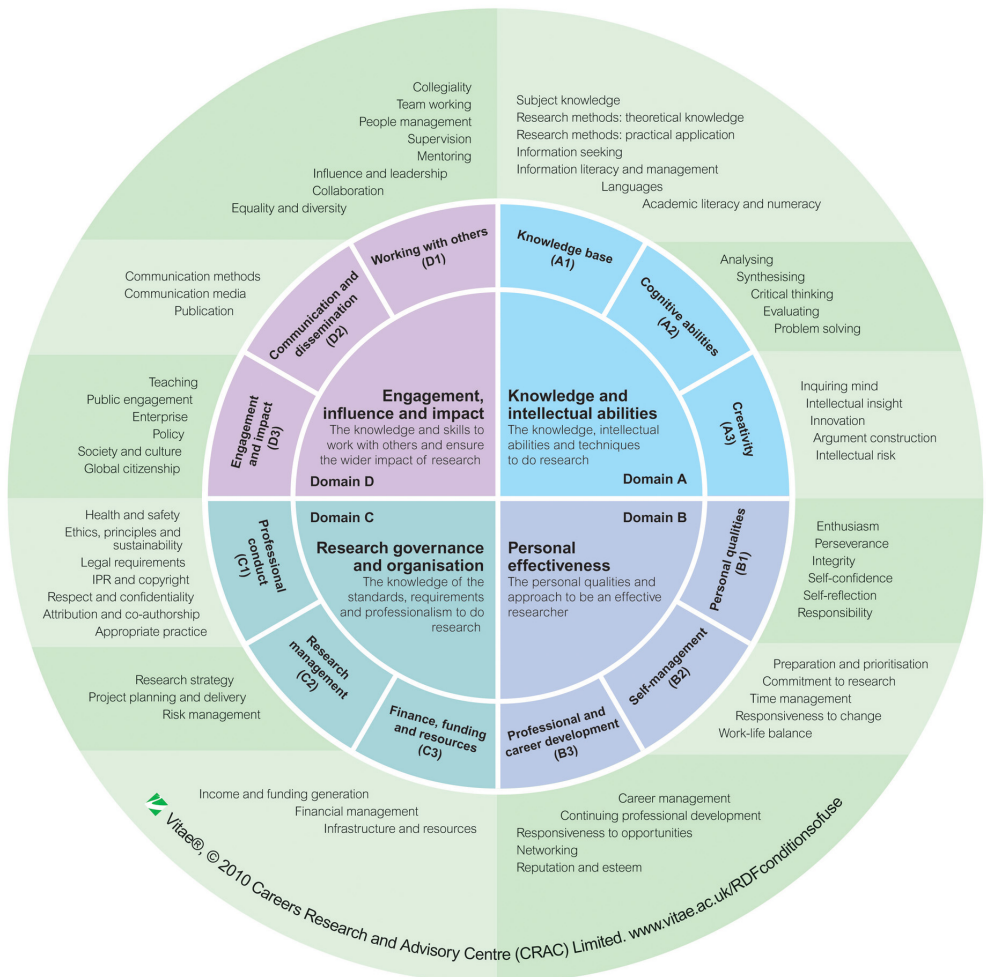 Collegiality
Team working
People management
Supervision
Mentoring
Influence and leadership
Collaboration
Equality and diversity
Subject knowledge
Research methods: theoretical knowledge
Research methods: practical application
Information seeking
Information literacy and management
Languages
Academic literacy and numeracy
Working with others
(D1)
Knowledge base
(A1)
Communication methods
Communication media
Publication
Communication and
dissemination
(D2)
Cognitive abilities
(A2)
Analysing
Synthesising
Critical thinking
Evaluating
Problem solving
Teaching
Public engagement
Enterprise
Policy
Society and culture
Global citizenship
Engagement
and impact
(D3)
Creativity
(A3)
Inquiring mind
Intellectual insight
Innovation
Argument construction
Intellectual risk
Engagement,
influence and impact
The knowledge and skills to
work with others and ensure
the wider impact of research
Domain D
Knowledge and
intellectual abilities
The knowledge, intellectual
abilities and techniques
to do research
Domain A
Health and safety
Ethics, principles and
sustainability
Legal requirements
IPR and copyright
Respect and confidentiality
Attribution and co-authorship
Appropriate practice
Professional
conduct
(C1)
Domain C
Research governance
and organisation
The knowledge of the
standards, requirements
and professionalism to do
research
Domain B
Personal
effectiveness
The personal qualities and
approach to be an effective
researcher
Personal qualities
(B1)
Enthusiasm
Perseverance
Integrity
Self-confidence
Self-reflection
Responsibility
Research strategy
Project planning and delivery
Risk management
Research
management
(C2)
Self-management
(B2)
Preparation and prioritisation
Commitment to research
Time management
Responsiveness to change
Work-life balance
Finance, funding
and resources
(C3)
Professional and
career development
(B3)
Income and funding generation
Financial management
Infrastructure and resources
Career management
Continuing professional development
Responsiveness to opportunities
Networking
Reputation and esteem
Vitae®, © 2010 Careers Research and Advisory Centre (CRAC) Limited. www.vitae.ac.uk/RDFconditionsofuse